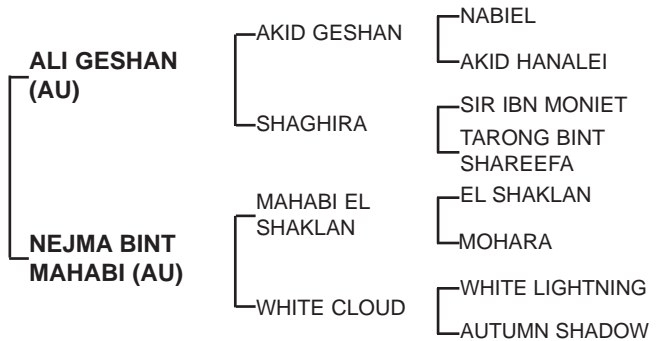 ALI GESHAN
(AU)
NEJMA BINT
MAHABI (AU)
AKID GESHAN
SHAGHIRA
MAHABI EL
SHAKLAN
WHITE CLOUD
NABIEL
AKID HANALEI
SIR IBN MONIET
TARONG BINT
SHAREEFA
EL SHAKLAN
MOHARA
WHITE LIGHTNING
AUTUMN SHADOW